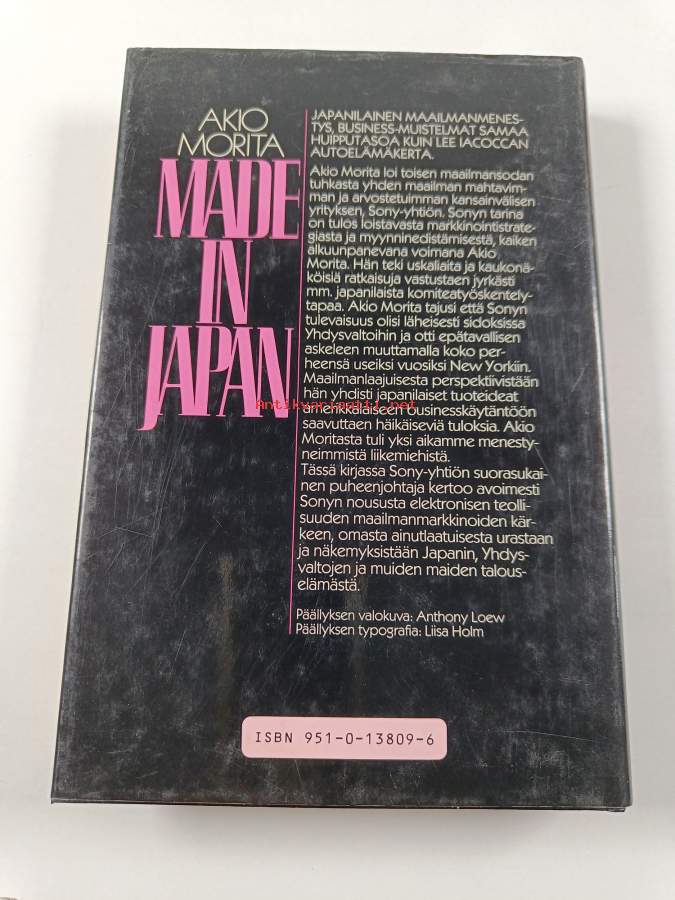 AKIO
MORITA
MADE
IN
JAPAN
JAPANILAINEN MAAILMANMENES-
TYS, BUSINESS-MUISTELMAT SAMAA
HUIPPUTASOA KUIN LEE IACOCCAN
AUTOELÄMÄKERTA.
Akio Morita loi toisen maailmansodan
tuhkasta yhden maailman mahtavim-
man ja arvostetuimman kansainvälisen
yrityksen, Sony-yhtiön. Sonyn tarina
on tulos loistavasta markkinointistrate-
giasta ja myynninedistämisestä, kaiken
alkuunpanevana voimana Akio
Morita. Hän teki uskaliaita ja kaukonä-
köisiä ratkaisuja vastustaen jyrkästi
mm. japanilaista komiteatyöskentely-
tapaa. Akio Morita tajusi että Sonyn
tulevaisuus olisi läheisesti sidoksissa
Yhdysvaltoihin ja otti epätavallisen
askeleen muuttamalla koko per-
heensä useiksi vuosiksi New Yorkiin.
Maailmanlaajuisesta perspektiivistään
hän yhdisti japanilaiset tuoteideat
amerikkalaiseen businesskäytäntöön
saavuttaen häikäiseviä tuloksia. Akio
Moritasta tuli yksi aikamme menesty-
neimmistä liikemiehistä.
Tässä kirjassa Sony-yhtiön suorasukai-
nen puheenjohtaja kertoo avoimesti
Sonyn noususta elektronisen teolli-
suuden maailmanmarkkinoiden kär-
keen, omasta ainutlaatuisesta urastaan
ja näkemyksistään Japanin, Yhdys-
valtojen ja muiden maiden talous-
elämästä.
Päällyksen valokuva: Anthony Loew
Päällyksen typografia: Liisa Holm
ISBN 951-0-13809-6
Antikvariaatti.net